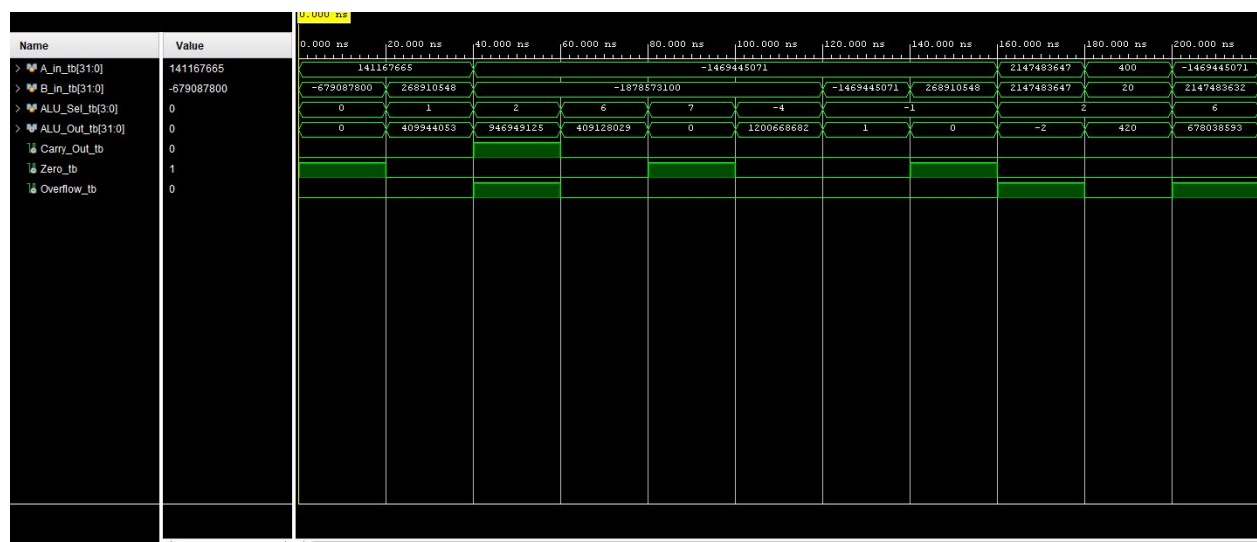 0.000 ns
Name Value 0.000 ns 20.000 ns 40.000 ns 60.000 ns 80.000 ns 100.000 ns 120.000 ns 140.000 ns 160.000 ns 180.000 ns 200.000 ns
> A_in_tb[31:0] 141167665 141167665 -1469445071 2147483647 400 -1469445071
> B_in_tb[31:0] -679087800 -679087800 268910548 -1878573100 -1469445071 268910548 2147483647 20 2147483632
> ALU_Sel_tb[3:0] 0 0 1 2 6 7 -4 -1 2 6
> ALU_Out_tb[31:0] 0 0 409944053 946949125 409128029 0 1200668682 1 0 -2 420 678038593
Carry_Out_tb 0
Zero_tb 1
Overflow_tb 0